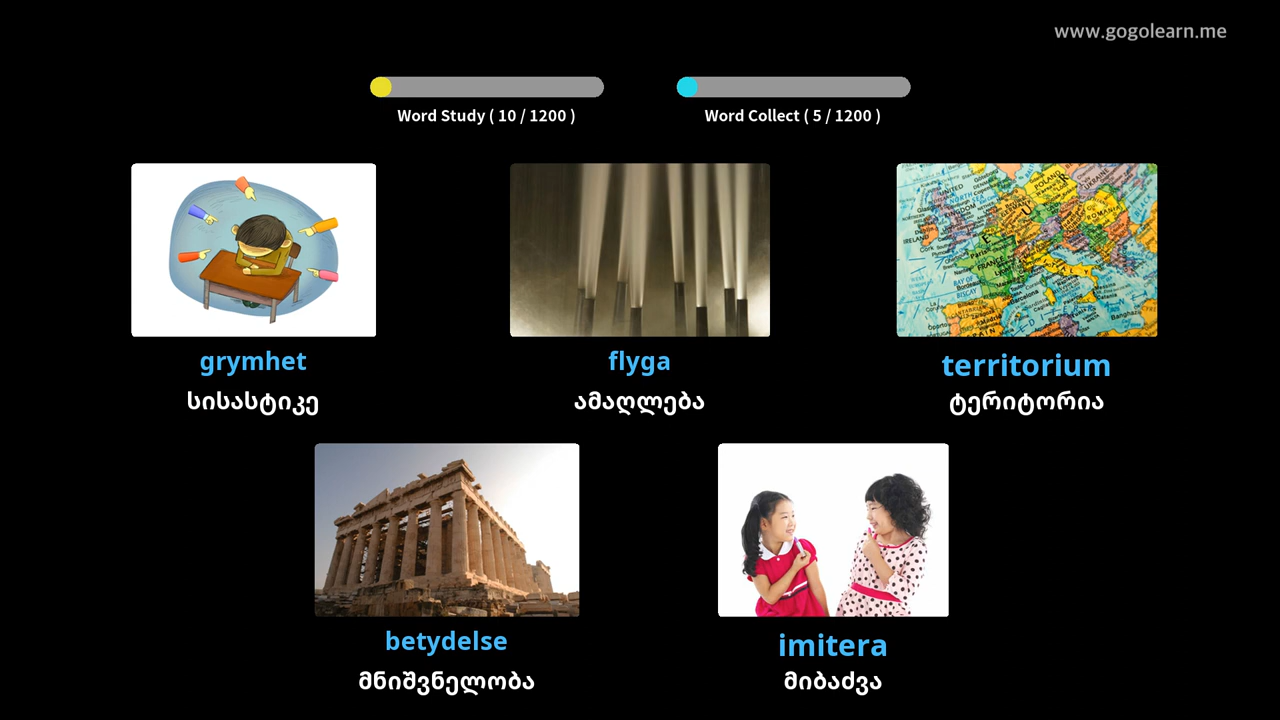 www.gogolearn.me
Word Study ( 10 / 1200 )
Word Collect ( 5 / 1200 )
grymhet
სისასტიკე
flyga
ამაღლება
territorium
ტერიტორია
betydelse
მნიშვნელობა
imitera
მიბაძვა